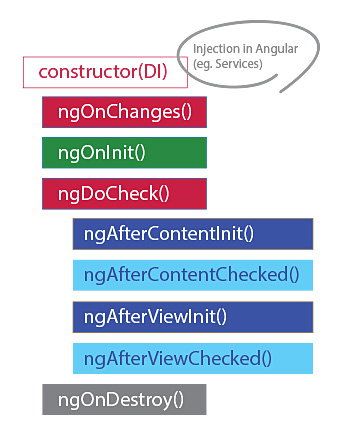 Injection in Angular
(eg. Services)
constructor(DI)
ngOnChanges()
ngOnInit()
ngDoCheck()
ngAfterContentInit()
ngAfterContentChecked()
ngAfterViewInit()
ngAfterViewChecked()
ngOnDestroy()